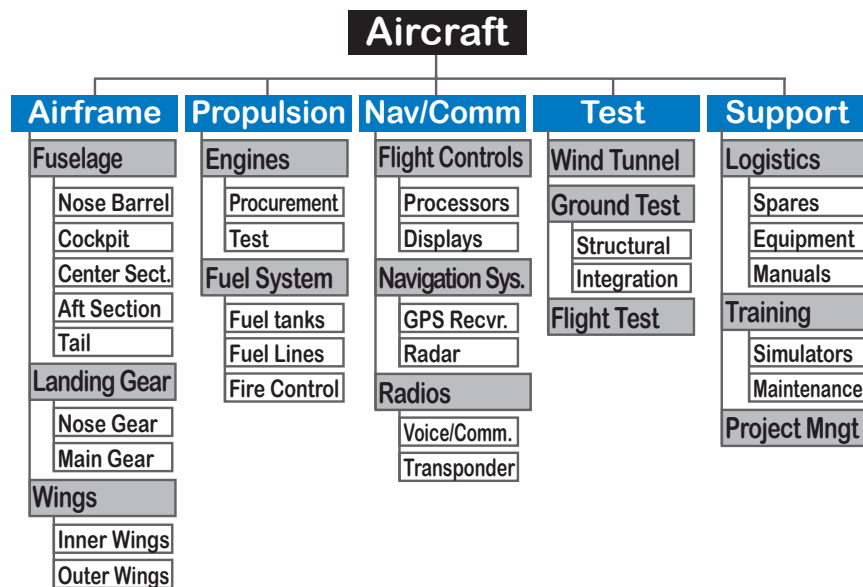 Aircraft
Airframe
Fuselage
Nose Barrel
Cockpit
Center Sect.
Aft Section
Tail
Landing Gear
Nose Gear
Main Gear
Wings
Inner Wings
Outer Wings
Propulsion
Engines
Procurement
Test
Fuel System
Fuel tanks
Fuel Lines
Fire Control
Nav/Comm
Flight Controls
Processors
Displays
Navigation Sys.
GPS Recvr.
Radar
Radios
Voice/Comm.
Transponder
Test
Wind Tunnel
Ground Test
Structural
Integration
Flight Test
Support
Logistics
Spares
Equipment
Manuals
Training
Simulators
Maintenance
Project Mngt